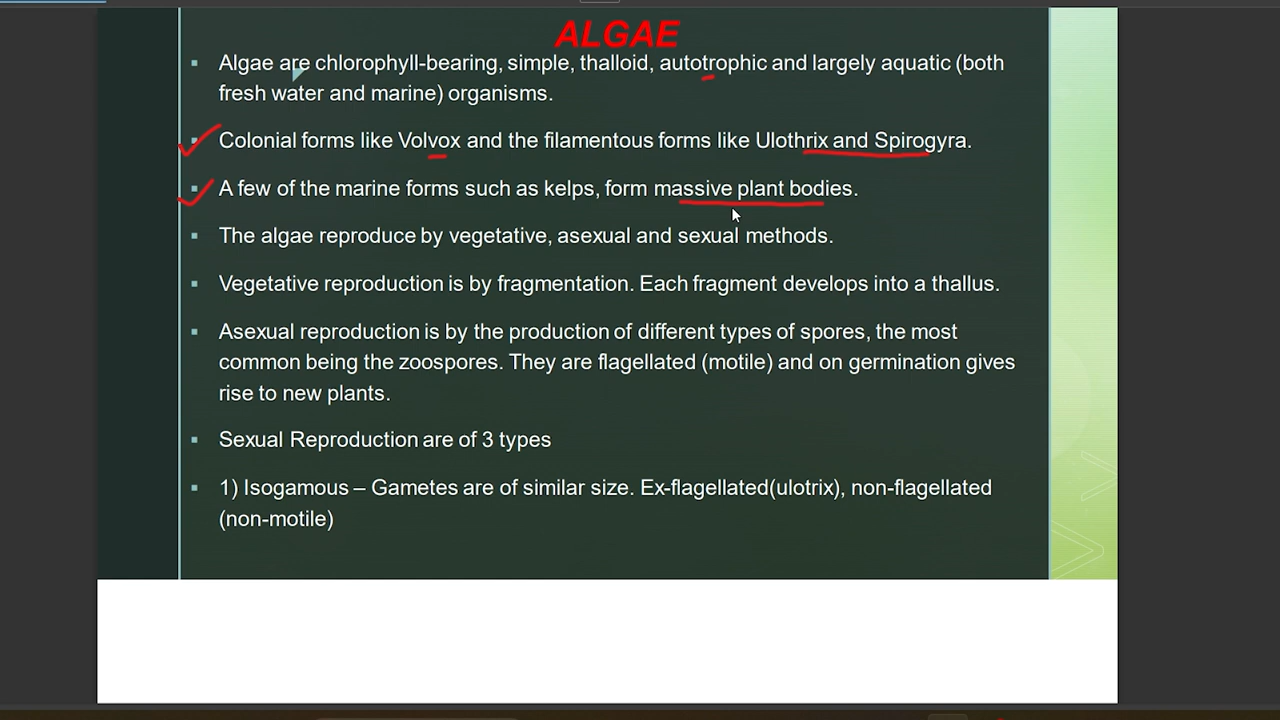 ALGAE
▪ Algae are chlorophyll-bearing, simple, thalloid, autotrophic and largely aquatic (both
fresh water and marine) organisms.
▪ Colonial forms like Volvox and the filamentous forms like Ulothrix and Spirogyra.
▪ A few of the marine forms such as kelps, form massive plant bodies.
▪ The algae reproduce by vegetative, asexual and sexual methods.
▪ Vegetative reproduction is by fragmentation. Each fragment develops into a thallus.
▪ Asexual reproduction is by the production of different types of spores, the most
common being the zoospores. They are flagellated (motile) and on germination gives
rise to new plants.
▪ Sexual Reproduction are of 3 types
▪ 1) Isogamous – Gametes are of similar size. Ex-flagellated(ulotrix), non-flagellated
(non-motile)